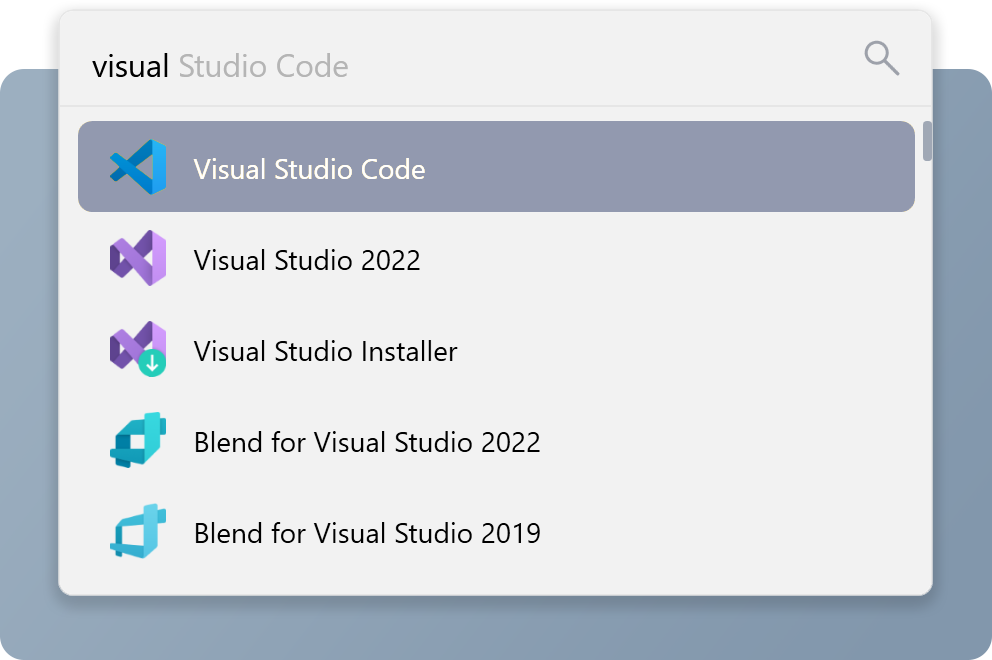 visual Studio Code
Visual Studio Code
Visual Studio 2022
Visual Studio Installer
Blend for Visual Studio 2022
Blend for Visual Studio 2019